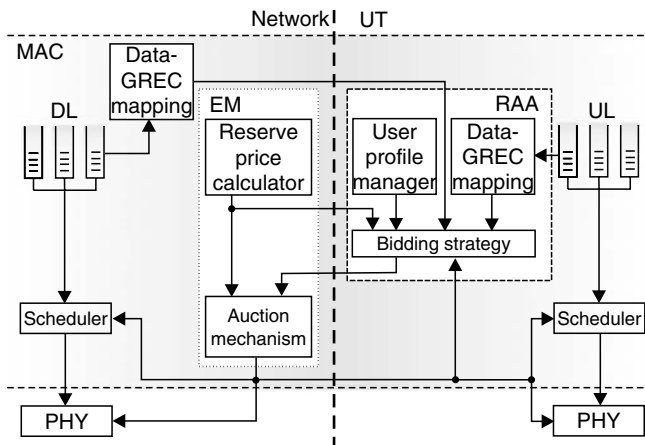 Network UT
MAC
Data-
GREC
mapping
DL
EM
Reserve
price
calculator
RAA
User
profile
manager
Data-
GREC
mapping
UL
Bidding strategy
Scheduler
Auction
mechanism
Scheduler
PHY
PHY